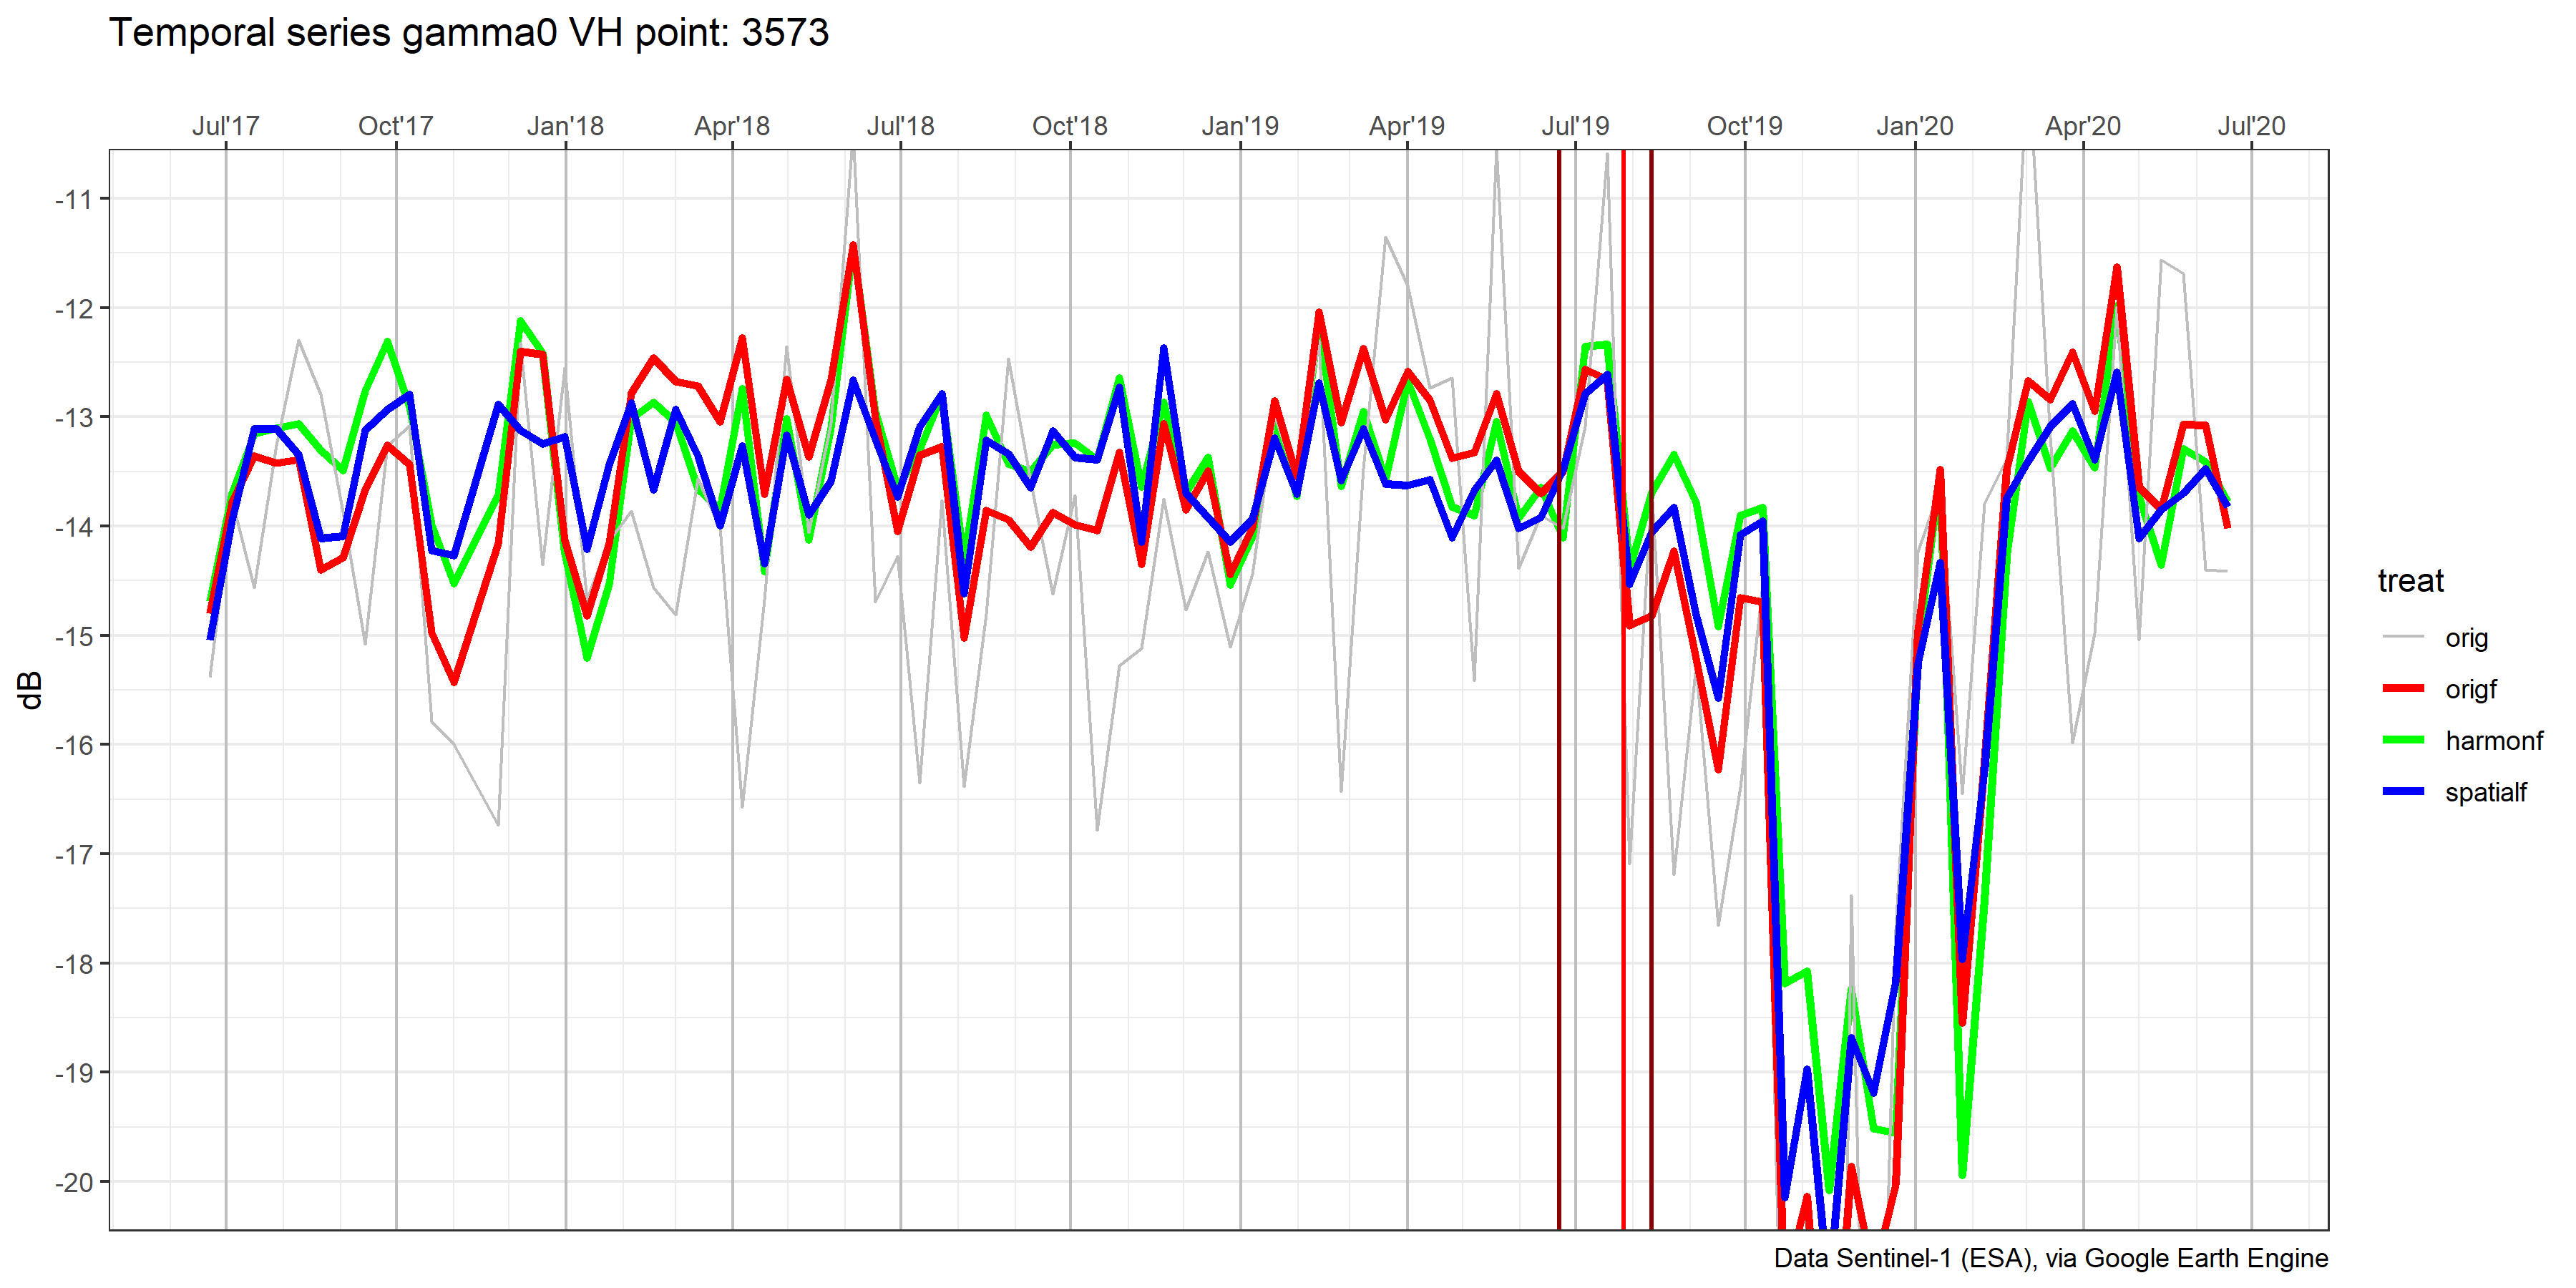 Temporal series gamma0 VH point: 3573
Jul'17 Oct'17 Jan'18 Apr'18 Jul'18 Oct'18 Jan'19 Apr'19 Jul'19 Oct'19 Jan'20 Apr'20 Jul'20
-11
-12
-13
-14
-15
-16
-17
-18
-19
-20
dB
treat
orig
origf
harmonf
spatialf
Data Sentinel-1 (ESA), via Google Earth Engine